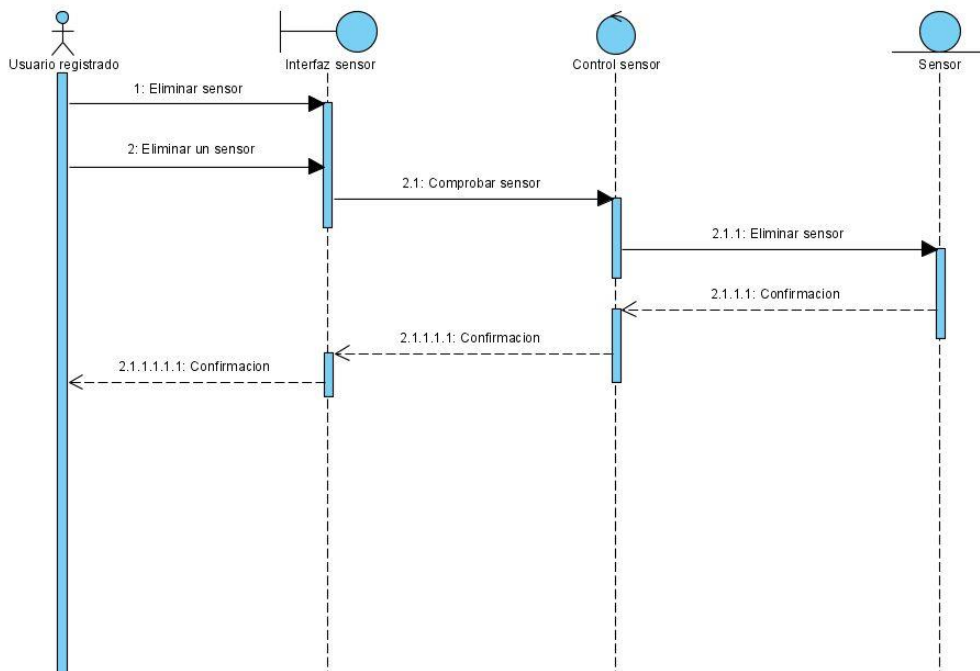 Usuario registrado
Interfaz sensor
Control sensor
Sensor
1: Eliminar sensor
2: Eliminar un sensor
2.1: Comprobar sensor
2.1.1: Eliminar sensor
2.1.1.1: Confirmacion
2.1.1.1.1: Confirmacion
2.1.1.1.1.1: Confirmacion